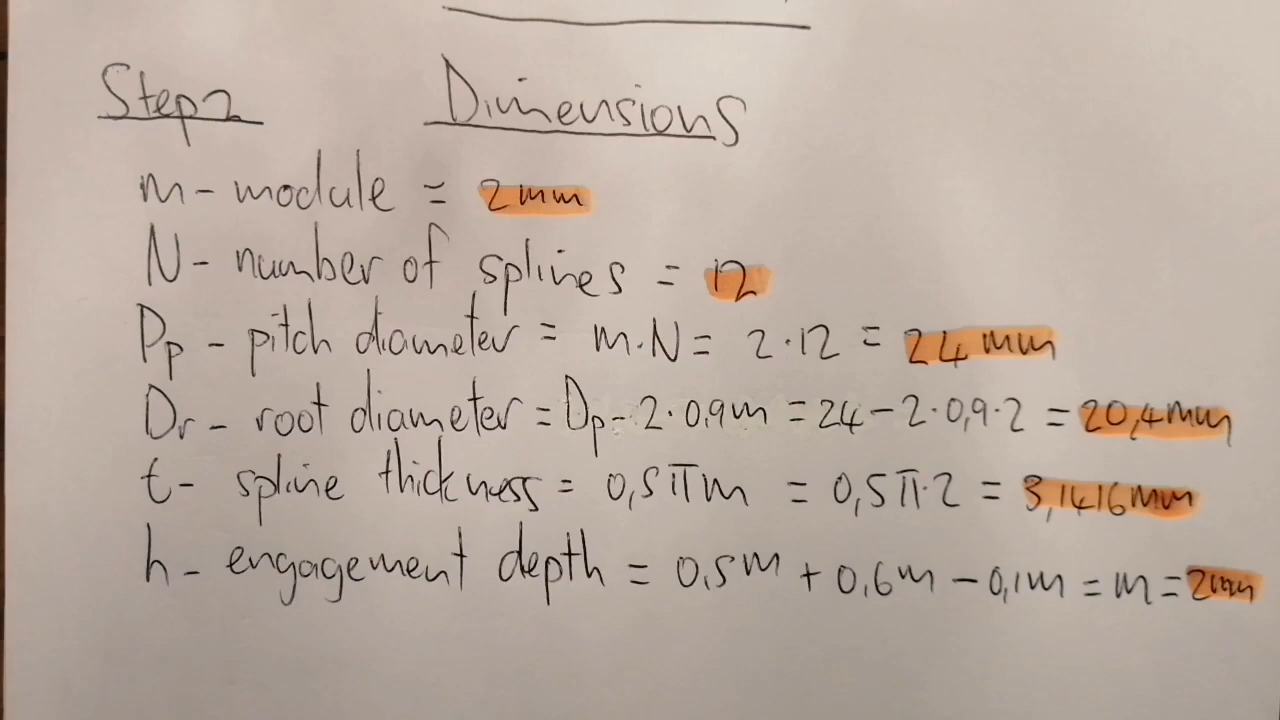 Step 2 Dimensions
m - module = 2mm
N - number of splines = 12
Dp - pitch diameter = m·N = 2·12 = 24mm
Dr - root diameter = Dp - 2·0,9m = 24 - 2·0,9·2 = 20,4mm
t - spline thickness = 0,5πm = 0,5π·2 = 3,1416mm
h - engagement depth = 0,5m + 0,6m - 0,1m = m = 2mm